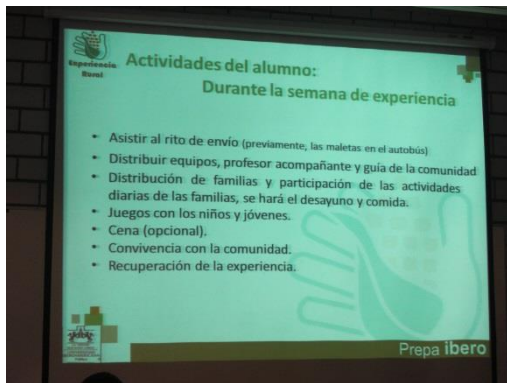 Experiencia
Rural
Actividades del alumno:
Durante la semana de experiencia
• Asistir al rito de envío (previamente, las maletas en el autobús)
• Distribuir equipos, profesor acompañante y guía de la comunidad
• Distribución de familias y participación de las actividades
diarias de las familias, se hará el desayuno y comida.
• Juegos con los niños y jóvenes.
• Cena (opcional).
• Convivencia con la comunidad.
• Recuperación de la experiencia.
Prepa ibero